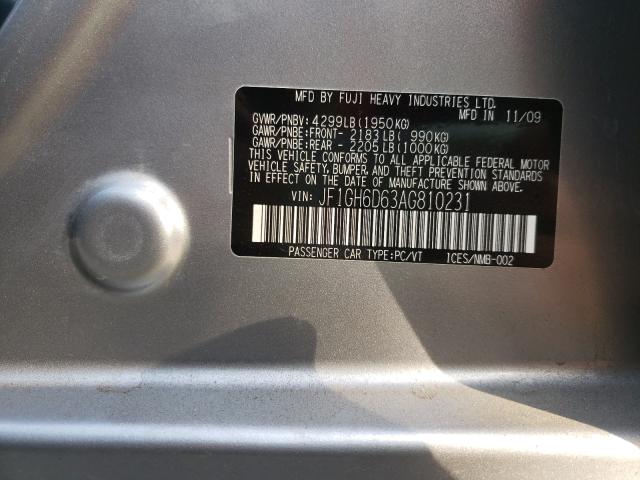 MFD BY FUJI HEAVY INDUSTRIES LTD.
MFD IN 11/09
GVWR/PNBV: 4299LB(1950KG)
GAWR/PNBE:FRONT- 2183LB( 990KG)
GAWR/PNBE:REAR - 2205LB(1000KG)
THIS VEHICLE CONFORMS TO ALL APPLICABLE FEDERAL MOTOR
VEHICLE SAFETY, BUMPER, AND THEFT PREVENTION STANDARDS
IN EFFECT ON THE DATE OF MANUFACTURE SHOWN ABOVE.
VIN: JF1GH6D63AG810231
PASSENGER CAR TYPE:PC/VT ICES/NMB-002